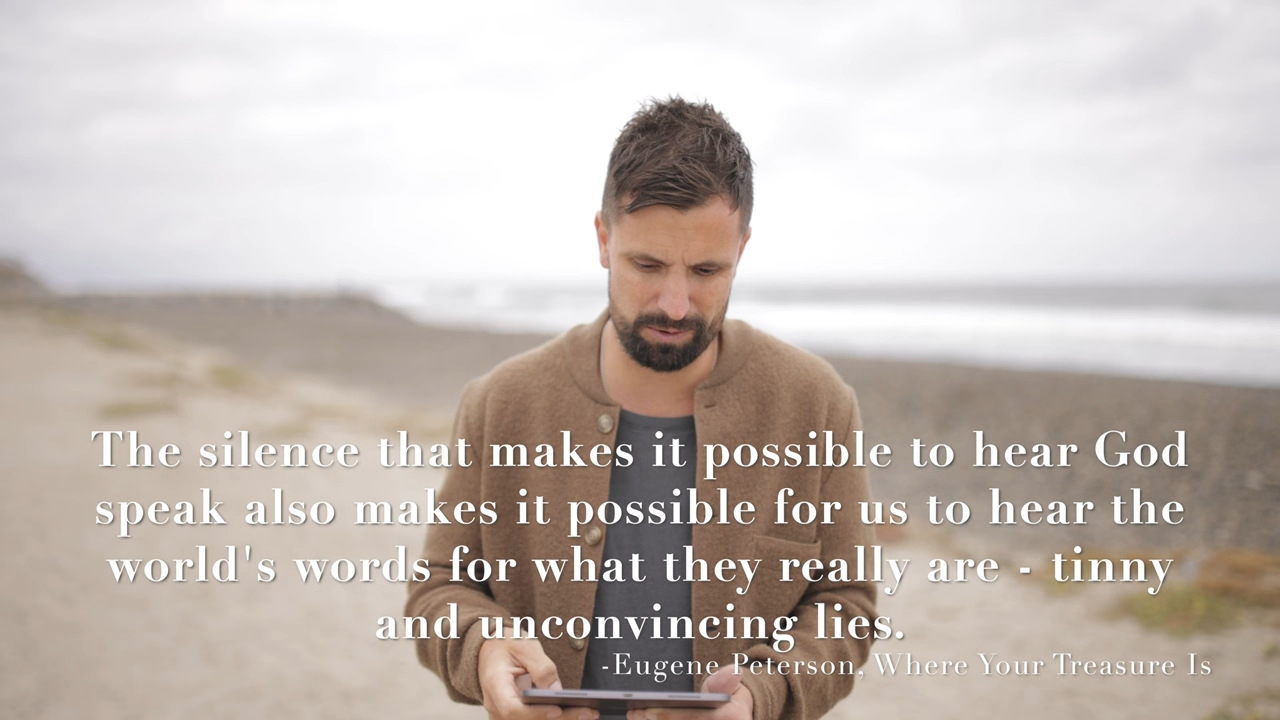 The silence that makes it possible to hear God
speak also makes it possible for us to hear the
world's words for what they really are - tinny
and unconvincing lies.
-Eugene Peterson, Where Your Treasure Is